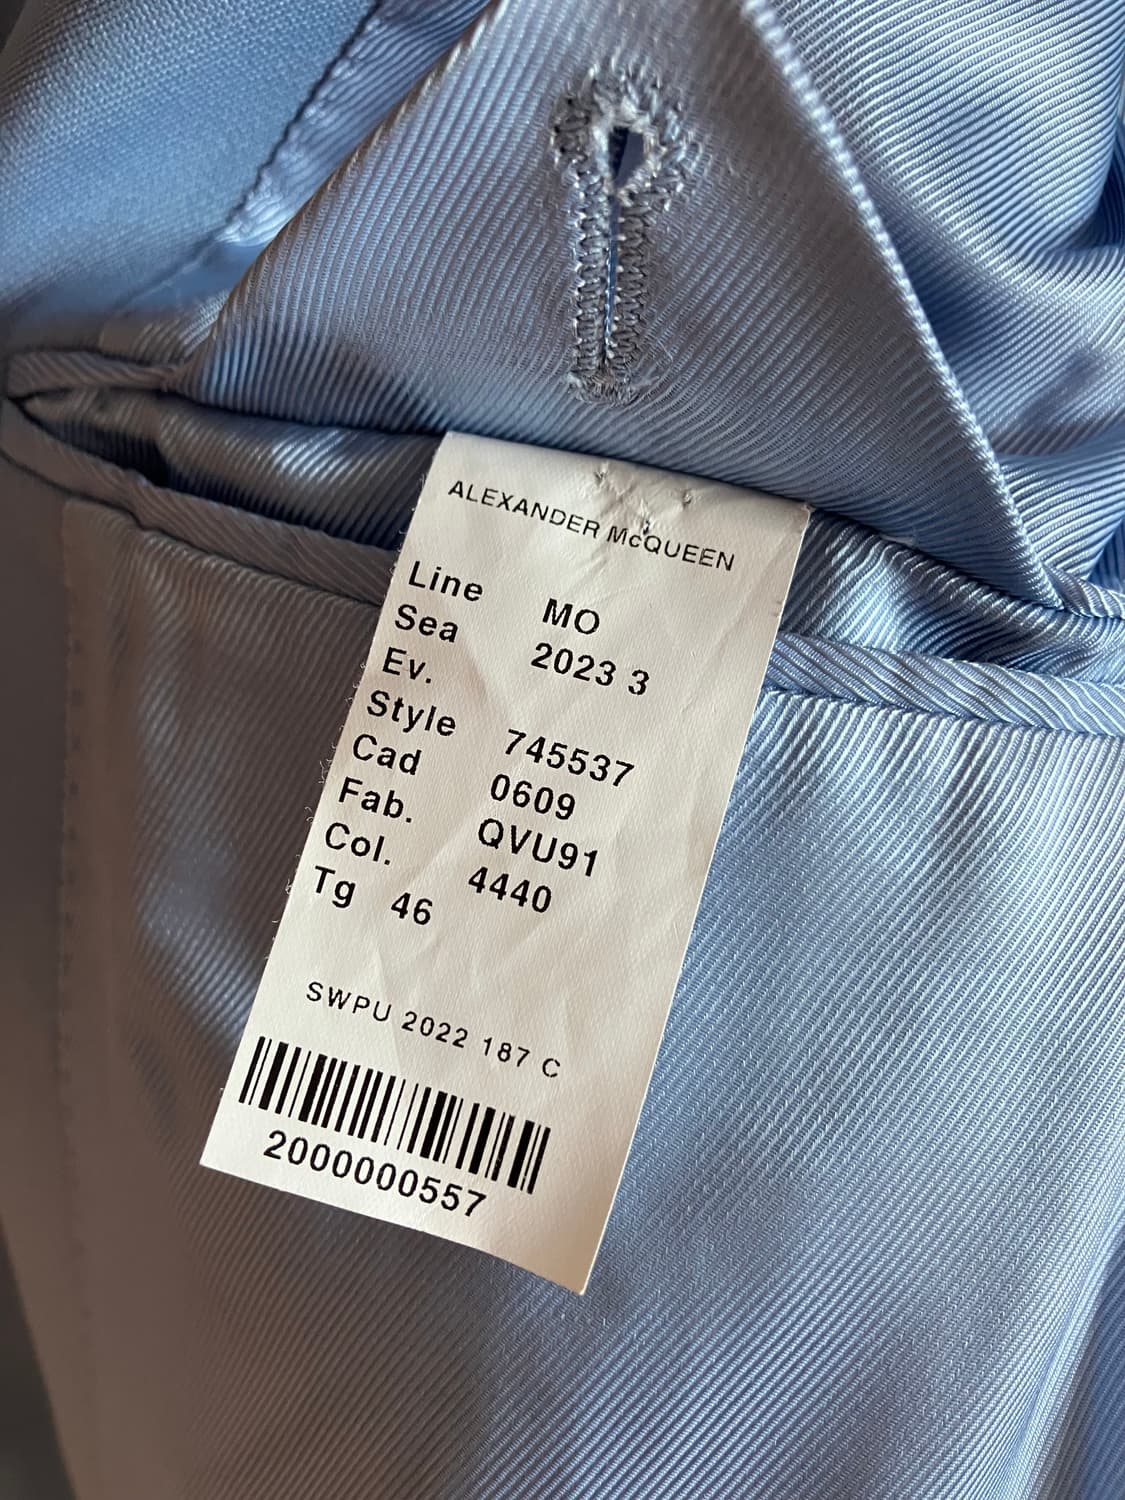 ALEXANDER McQUEEN
Line MO
Sea 2023 3
Ev.
Style 745537
Cad 0609
Fab. QVU91
Col. 4440
Tg 46
SWPU 2022 187 C
2000000557